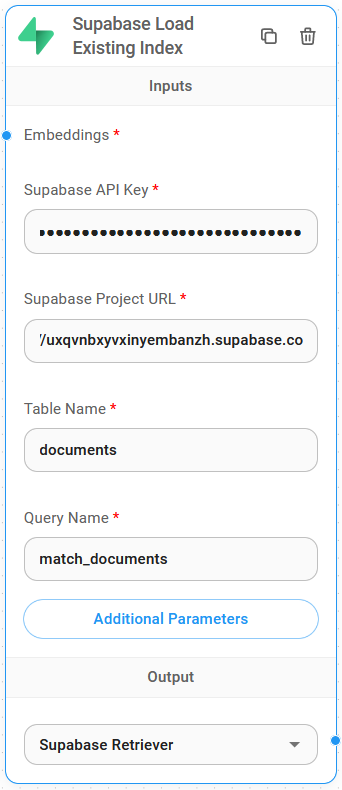 Supabase Load
Existing Index
Inputs
Embeddings *
Supabase API Key *
••••••••••••••••••••••••••••••••
Supabase Project URL *
//uxqvnbxyvxinyembanzh.supabase.co
Table Name *
documents
Query Name *
match_documents
Additional Parameters
Output
Supabase Retriever